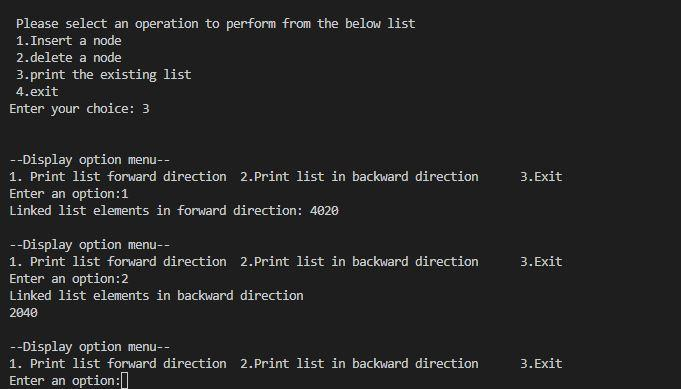 Please select an operation to perform from the below list
1.Insert a node
2.delete a node
3.print the existing list
4.exit
Enter your choice: 3
--Display option menu--
1. Print list forward direction  2.Print list in backward direction      3.Exit
Enter an option:1
Linked list elements in forward direction: 4020
--Display option menu--
1. Print list forward direction  2.Print list in backward direction      3.Exit
Enter an option:2
Linked list elements in backward direction
2040
--Display option menu--
1. Print list forward direction  2.Print list in backward direction      3.Exit
Enter an option: